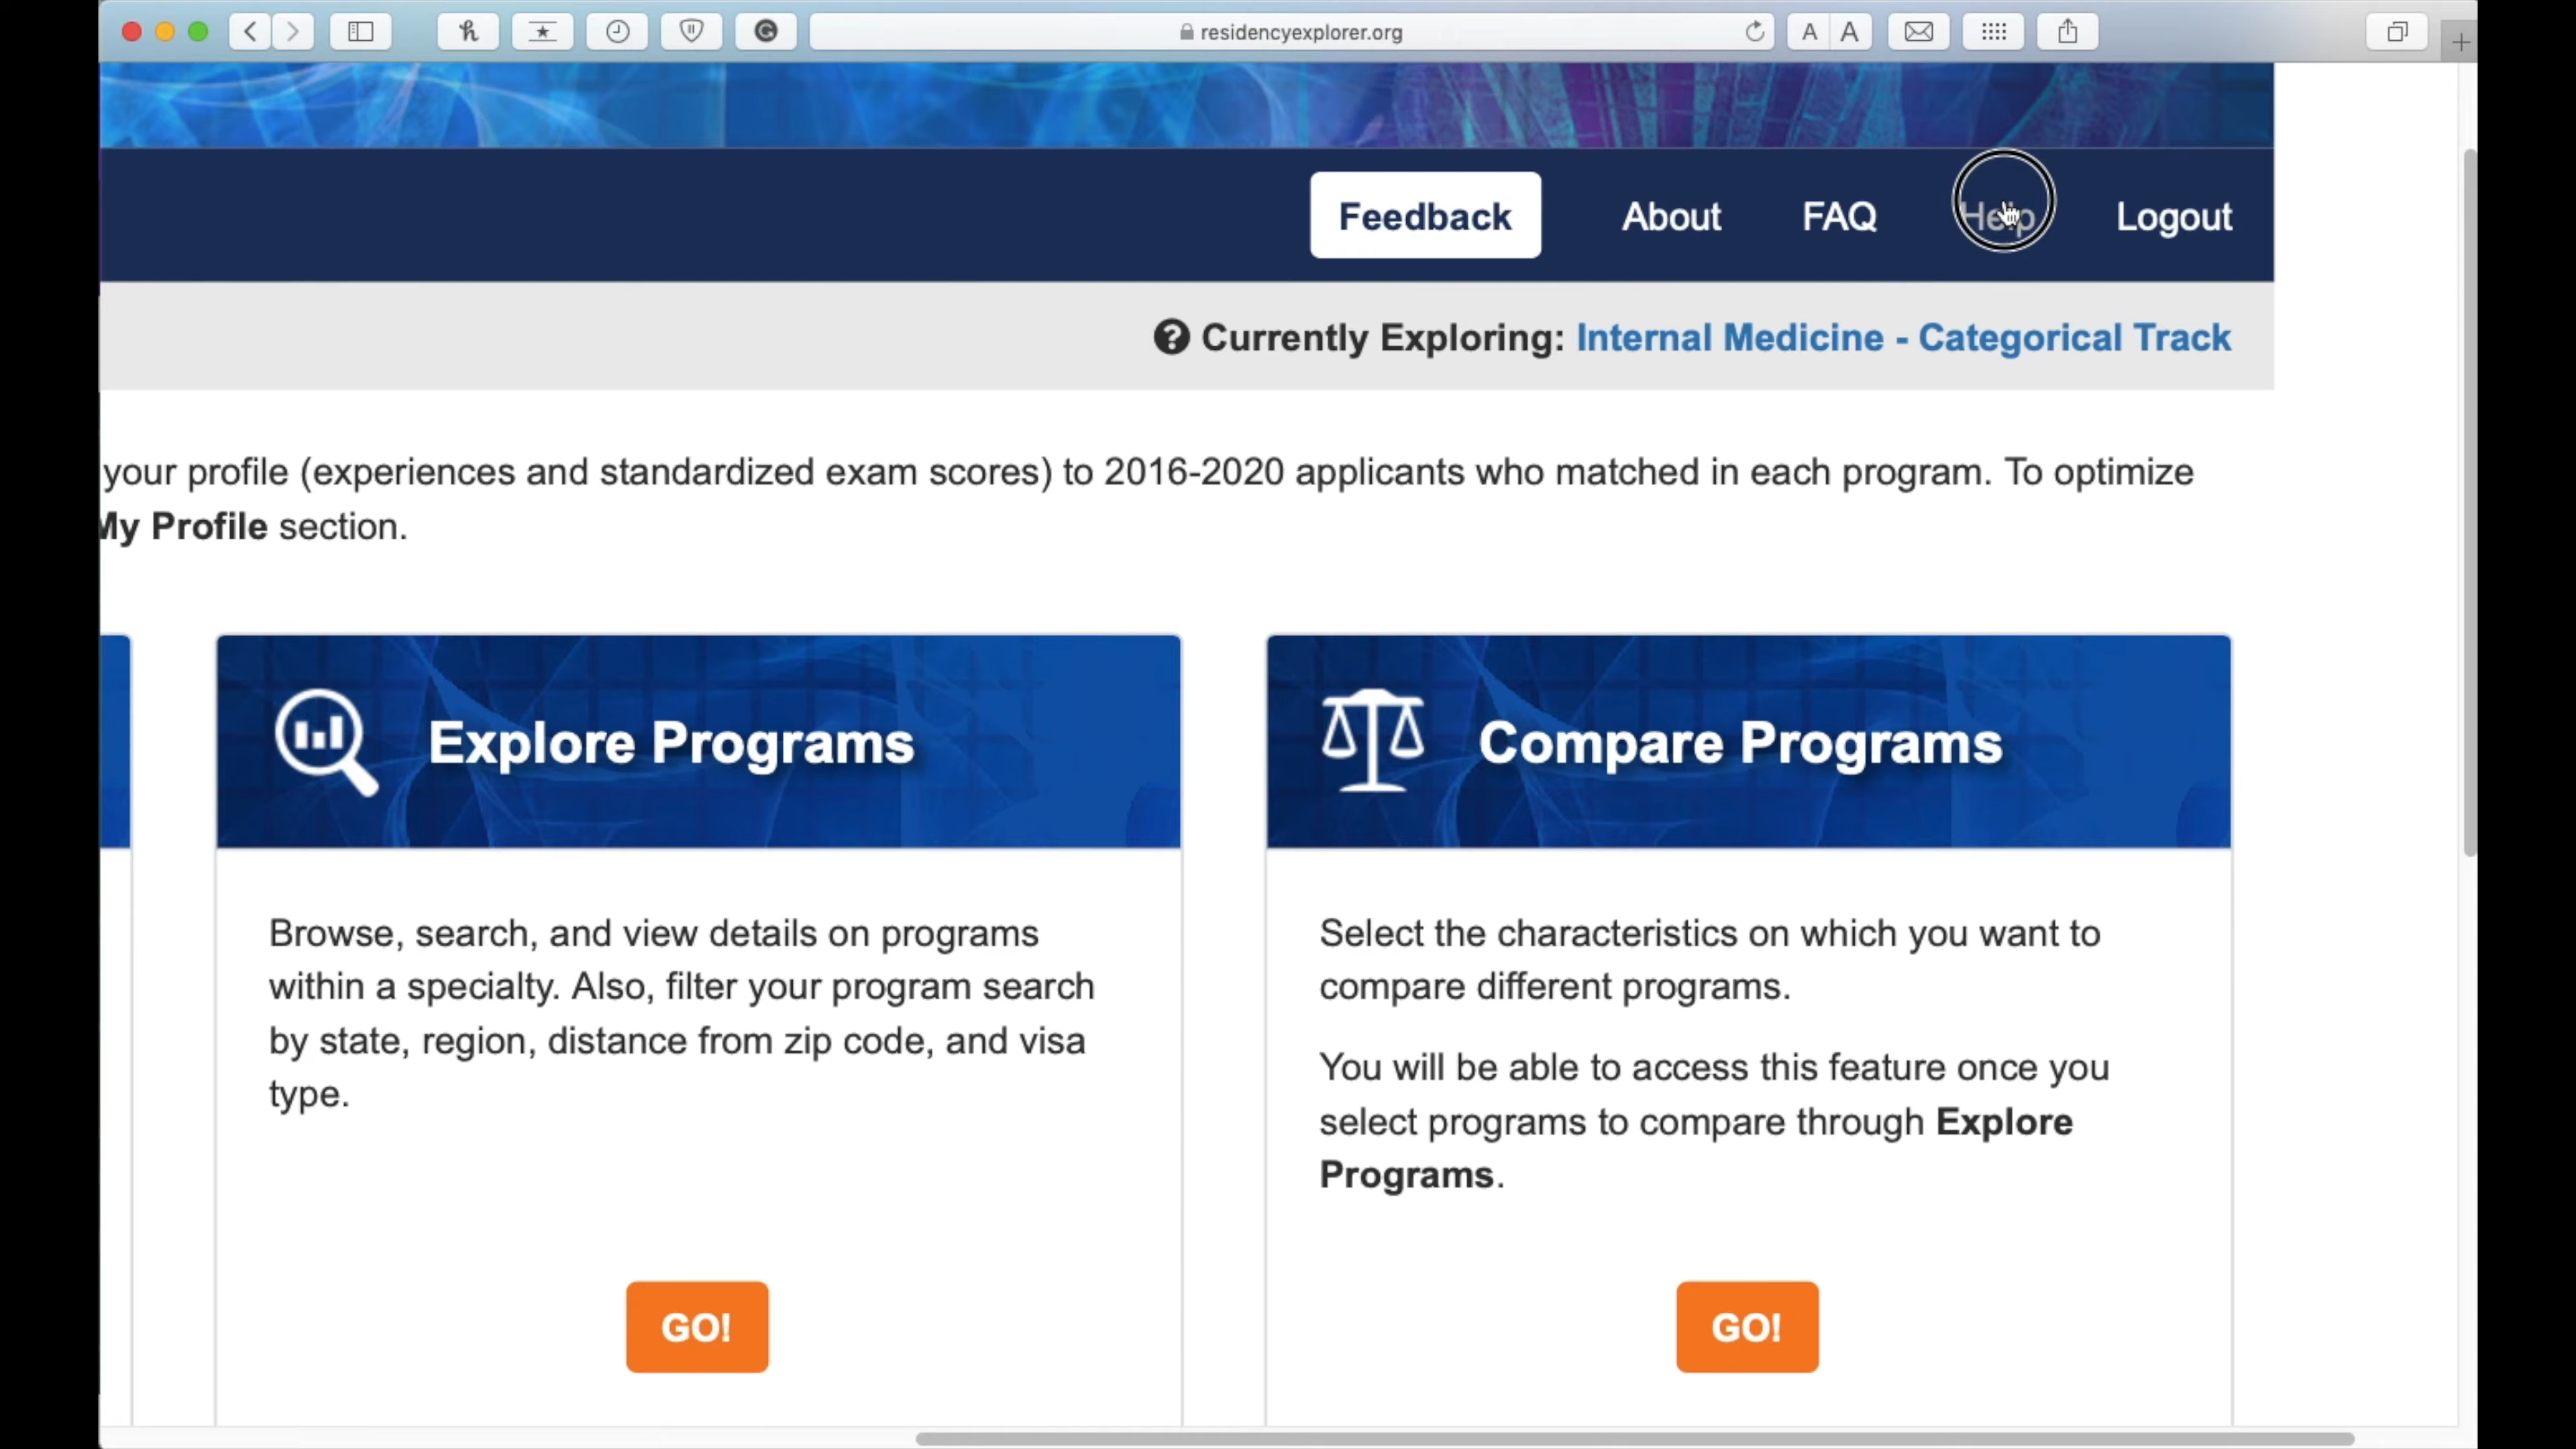 residencyexplorer.org
A A
Feedback About FAQ Help Logout
Currently Exploring: Internal Medicine - Categorical Track
your profile (experiences and standardized exam scores) to 2016-2020 applicants who matched in each program. To optimize
My Profile section.
Explore Programs
Browse, search, and view details on programs
within a specialty. Also, filter your program search
by state, region, distance from zip code, and visa
type.
GO!
Compare Programs
Select the characteristics on which you want to
compare different programs.
You will be able to access this feature once you
select programs to compare through Explore
Programs.
GO!